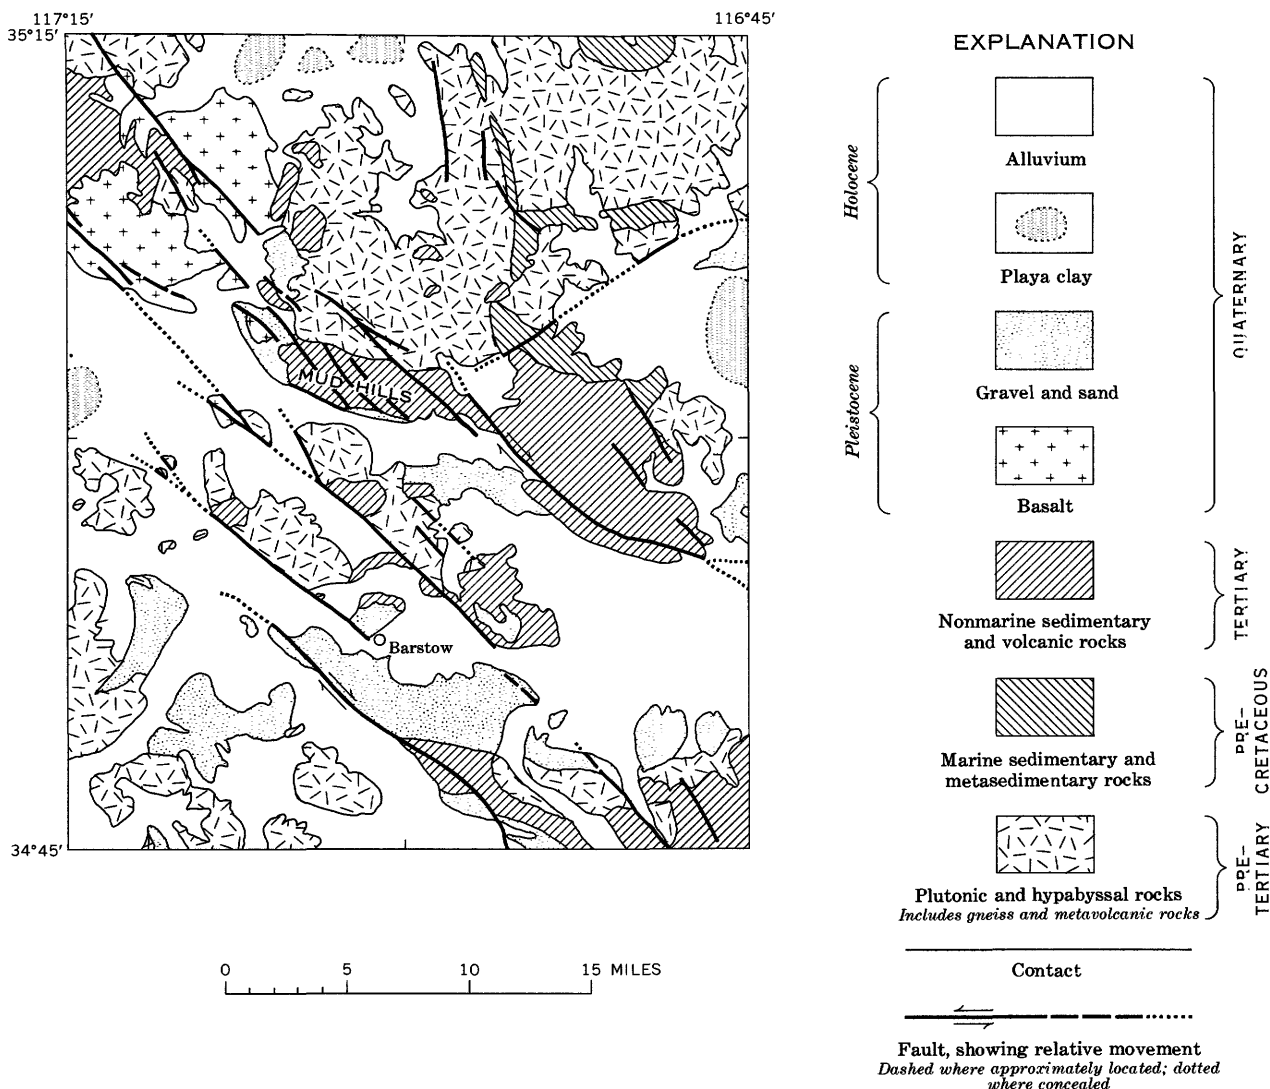 117°15′
116°45′
35°15′
MUD HILLS
Barstow
34°45′
0 5 10 15 MILES
EXPLANATION
Alluvium
Playa clay
Gravel and sand
Basalt
Nonmarine sedimentary
and volcanic rocks
Marine sedimentary and
metasedimentary rocks
Plutonic and hypabyssal rocks
Includes gneiss and metavolcanic rocks
Contact
Fault, showing relative movement
Dashed where approximately located; dotted
where concealed
Holocene
Pleistocene
QUATERNARY
TERTIARY
PRE-
CRETACEOUS
PRE-
TERTIARY